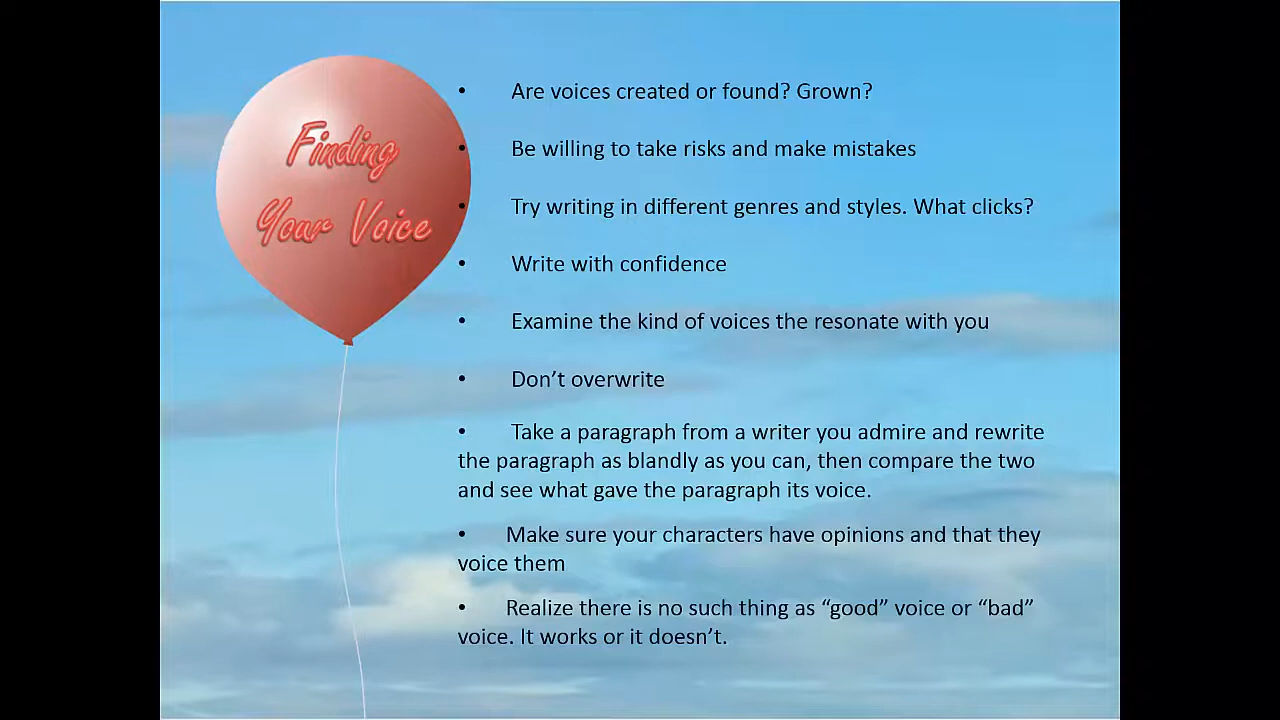 Finding
Your Voice
• Are voices created or found? Grown?
• Be willing to take risks and make mistakes
• Try writing in different genres and styles. What clicks?
• Write with confidence
• Examine the kind of voices the resonate with you
• Don’t overwrite
• Take a paragraph from a writer you admire and rewrite
the paragraph as blandly as you can, then compare the two
and see what gave the paragraph its voice.
• Make sure your characters have opinions and that they
voice them
• Realize there is no such thing as “good” voice or “bad”
voice. It works or it doesn’t.